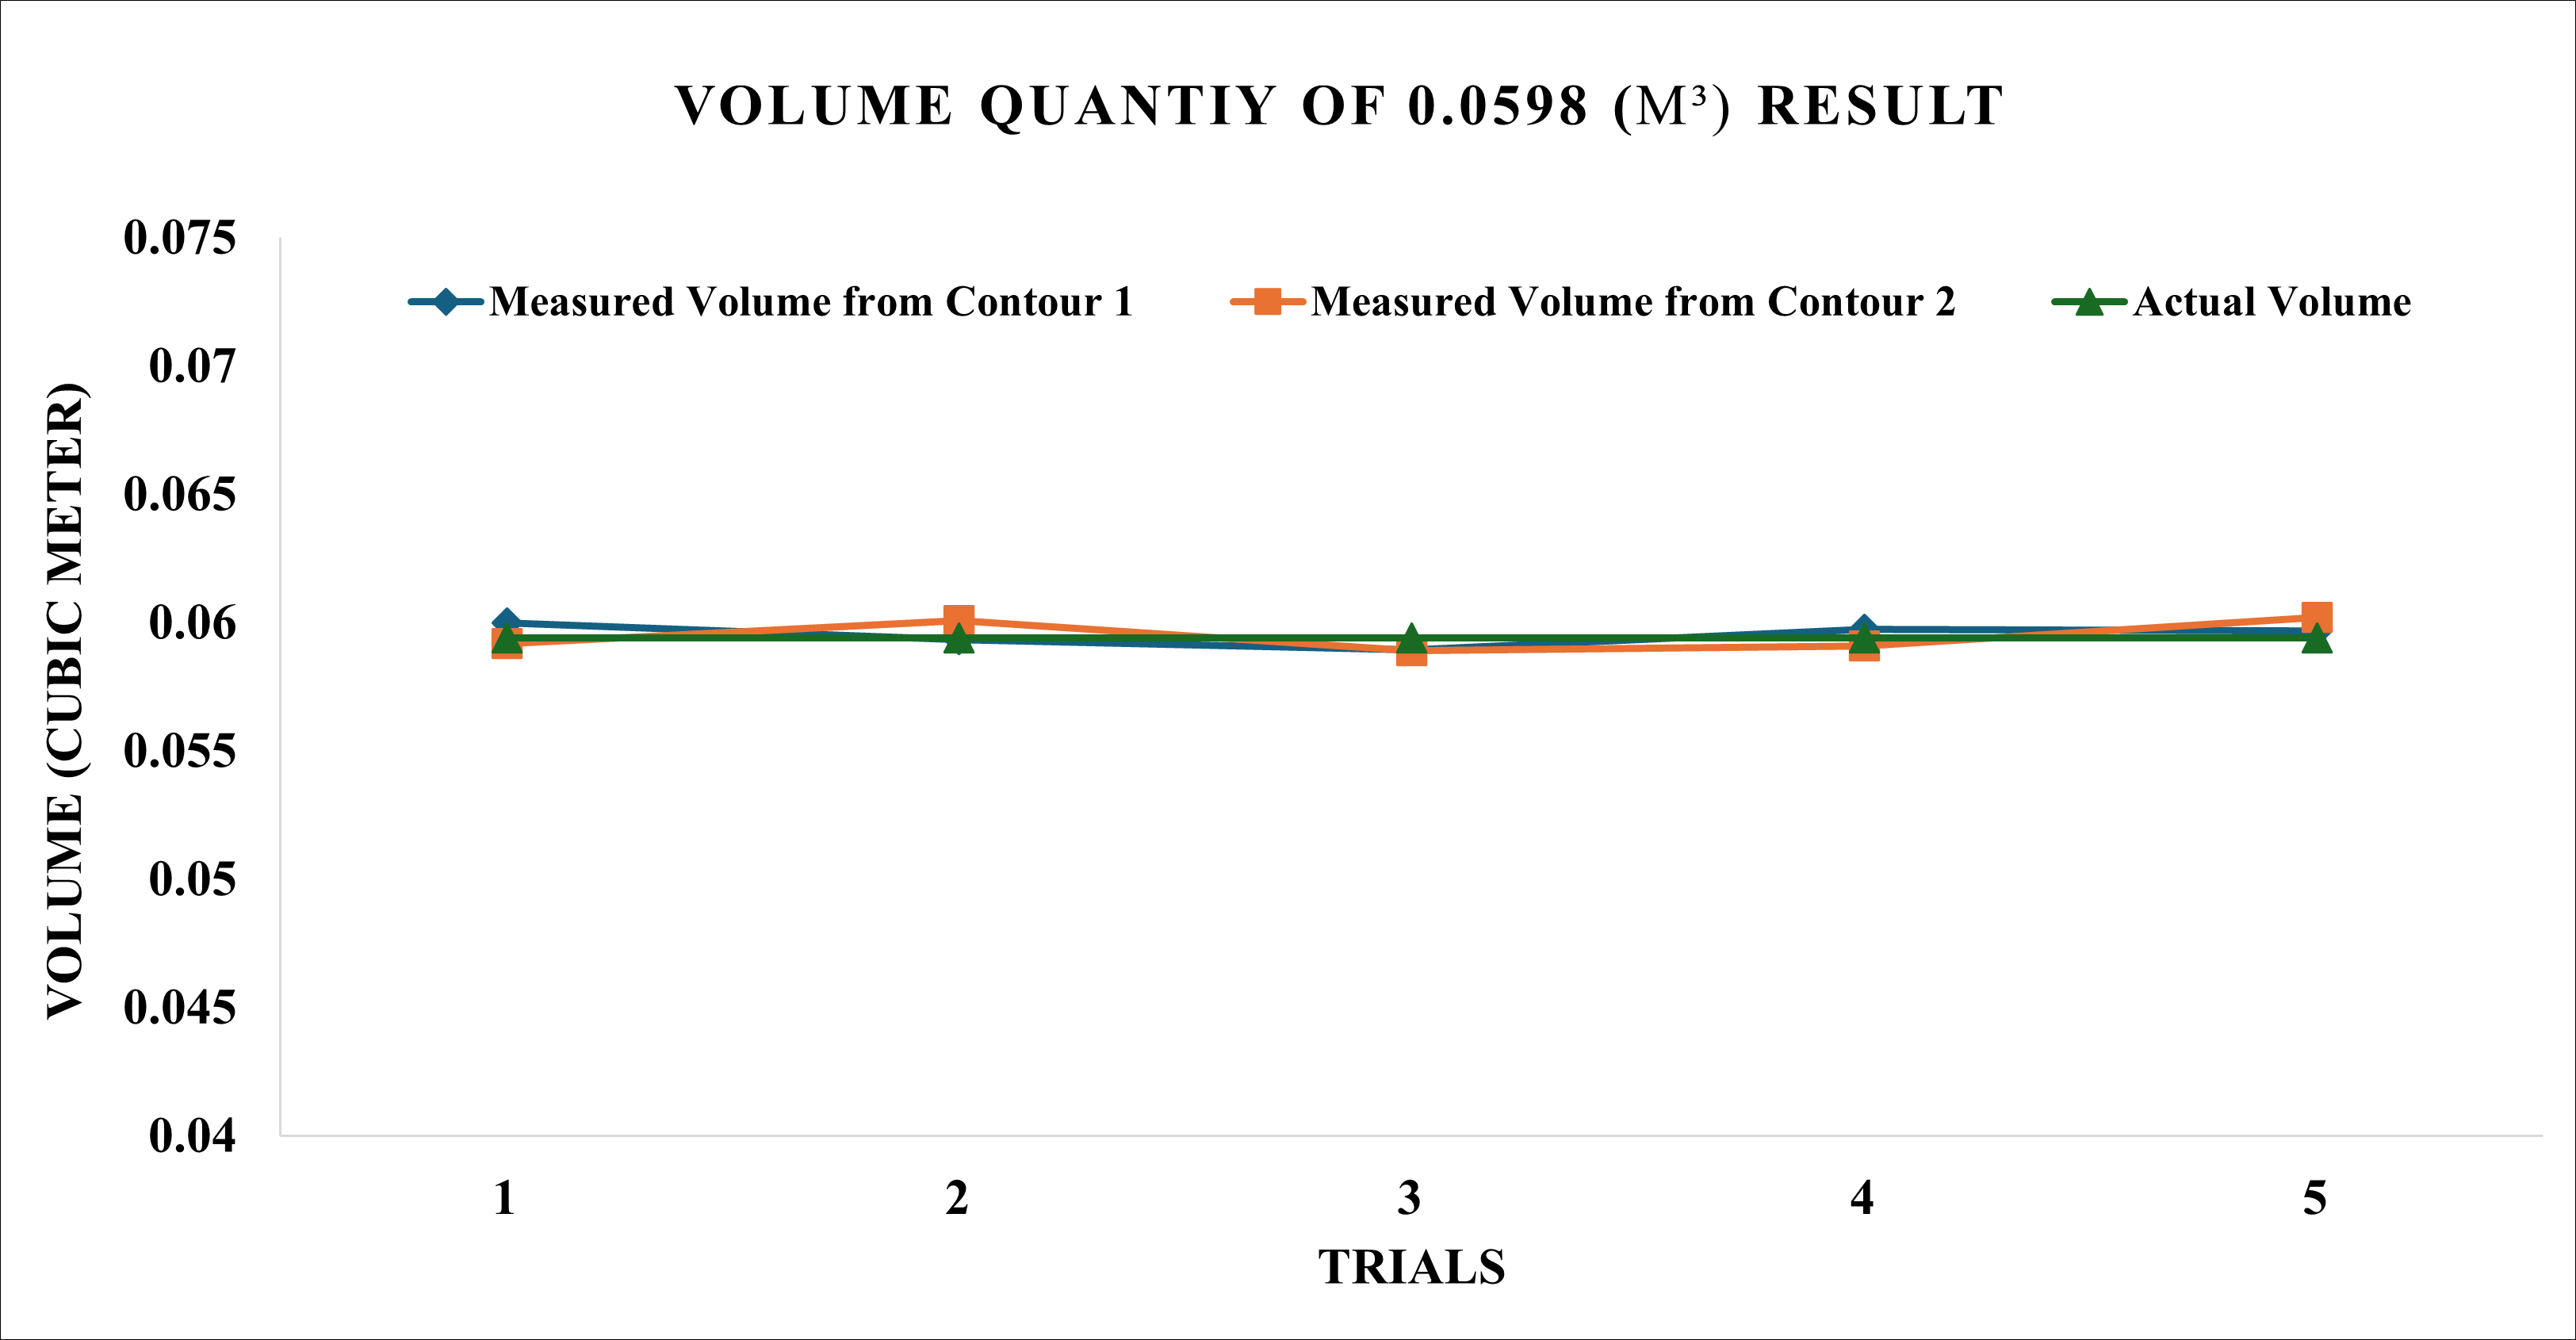 VOLUME QUANTIY OF 0.0598 (M³) RESULT
0.075
Measured Volume from Contour 1
Measured Volume from Contour 2
Actual Volume
0.07
0.065
0.06
0.055
0.05
0.045
0.04
VOLUME (CUBIC METER)
1 2 3 4 5
TRIALS